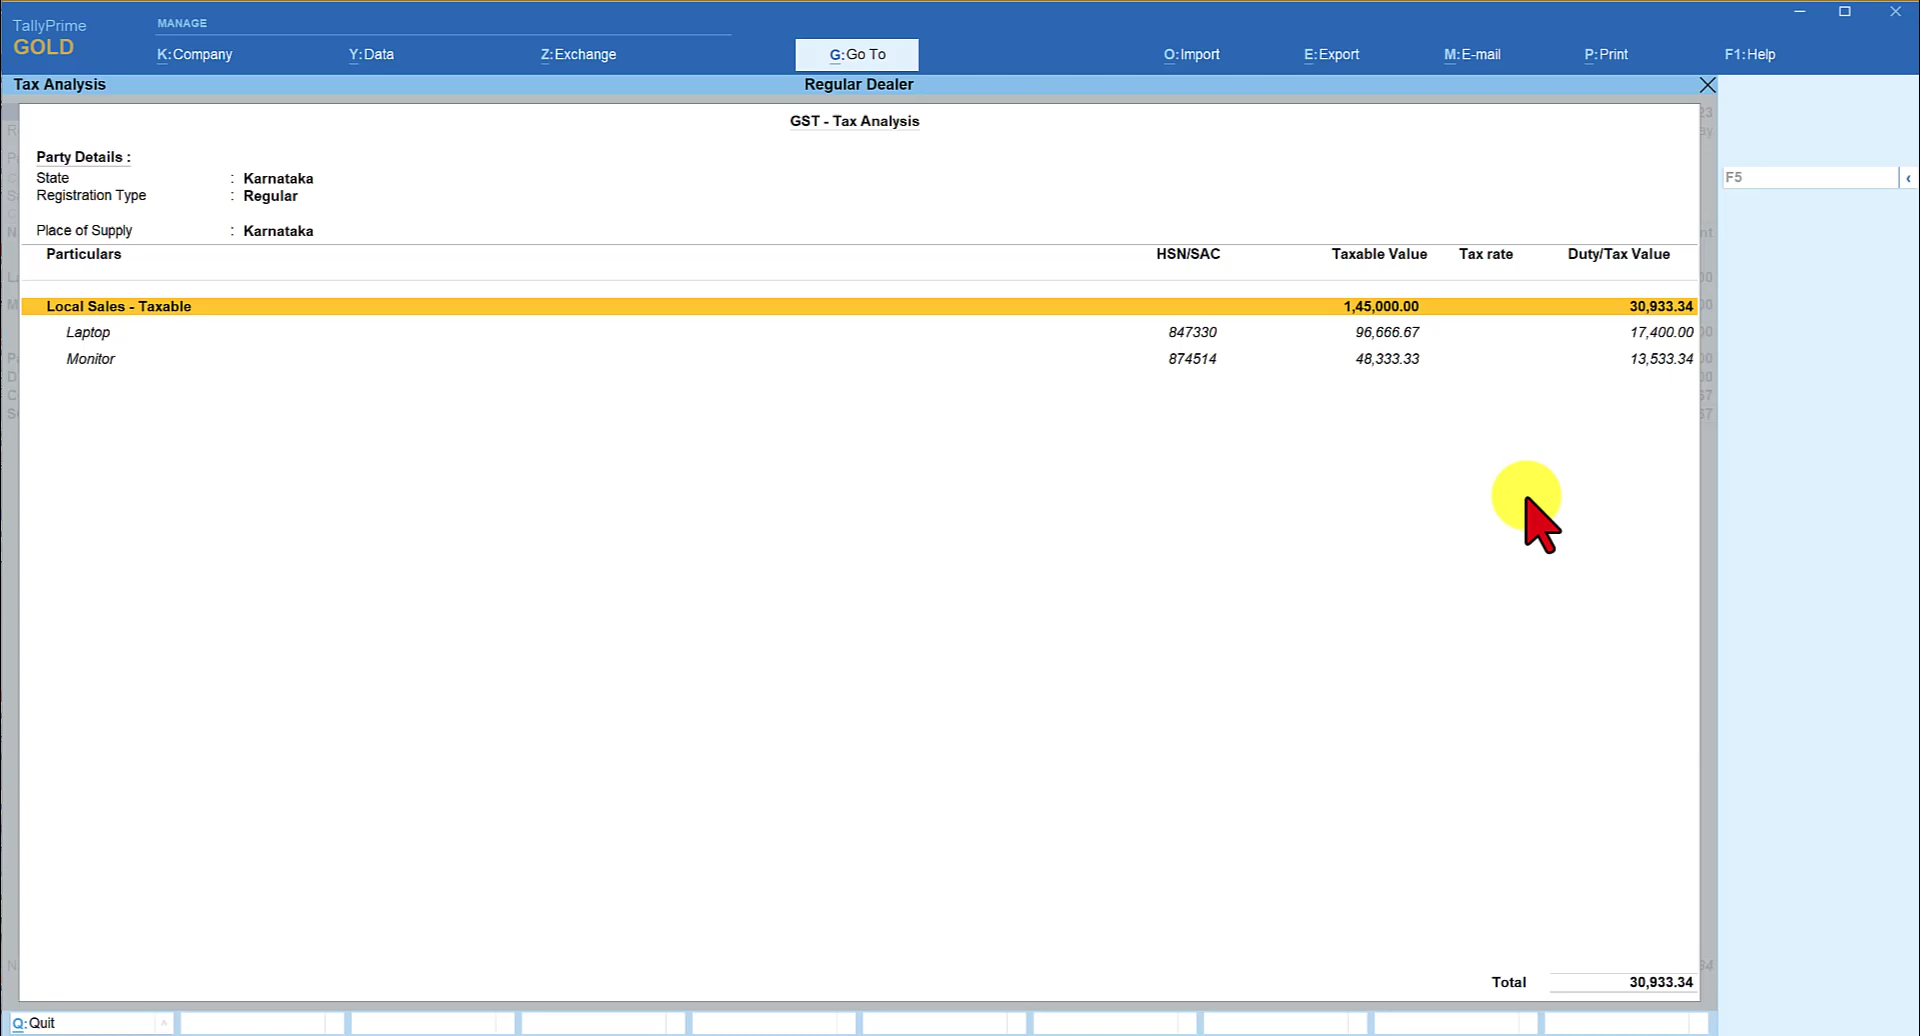 TallyPrime
GOLD
MANAGE
K:Company Y:Data Z:Exchange G:Go To O:Import E:Export M:E-mail P:Print F1:Help
Tax Analysis Regular Dealer
GST - Tax Analysis
Party Details :
State : Karnataka
Registration Type : Regular
Place of Supply : Karnataka
F5
Particulars HSN/SAC Taxable Value Tax rate Duty/Tax Value
Local Sales - Taxable 1,45,000.00 30,933.34
Laptop 847330 96,666.67 17,400.00
Monitor 874514 48,333.33 13,533.34
Total 30,933.34
Q:Quit